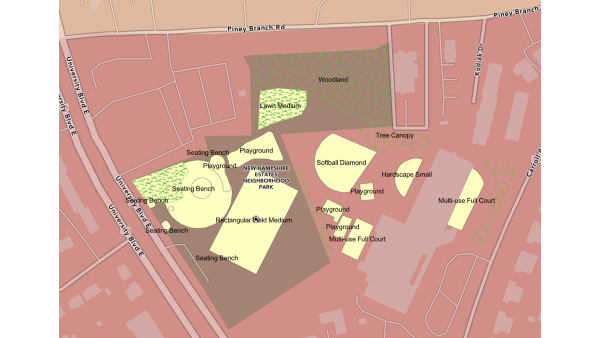 Piney Branch Rd
Piney Branch
University Blvd E
Kodiak Dr
Woodland
University Blvd E
Lawn Medium
Tree Canopy
Seating Bench
Playground
Playground
Softball Diamond
NEW HAMPSHIRE
ESTATES
NEIGHBORHOOD
PARK
Hardscape Small
Carroll A
Seating Bench
Playground
Seating Bench
Multi-use Full Court
Playground
Rectangular Field Medium
Seating Bench
Playground
University Blvd E
Multi-use Full Court
Seating Bench